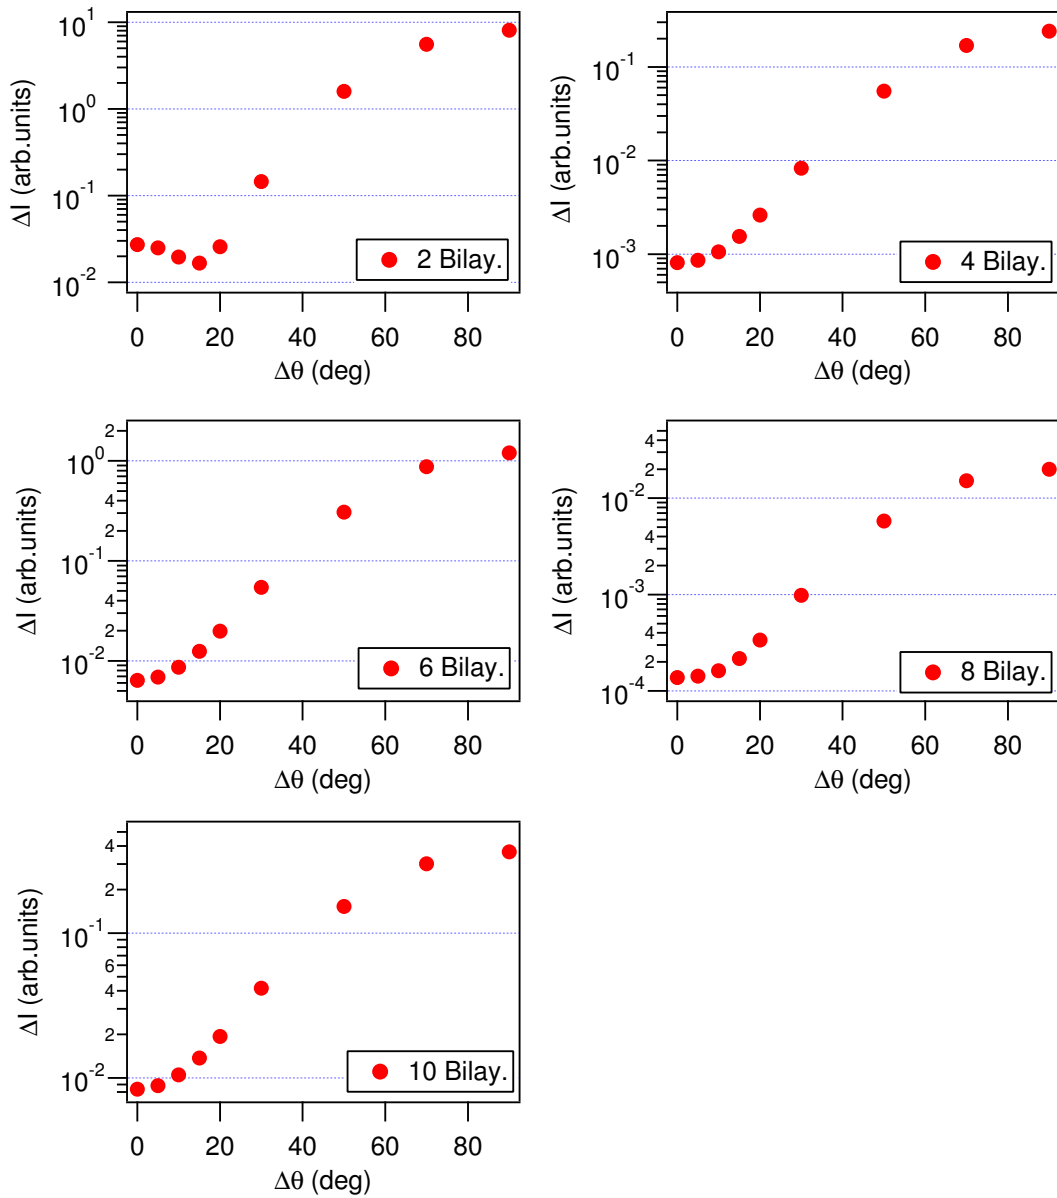 ΔI (arb.units)
10^1
10^0
10^-1
10^-2
2 Bilay.
0 20 40 60 80
Δθ (deg)
ΔI (arb.units)
10^-1
10^-2
10^-3
4 Bilay.
0 20 40 60 80
Δθ (deg)
ΔI (arb.units)
2
10^0
4
2
10^-1
4
2
10^-2
6 Bilay.
0 20 40 60 80
Δθ (deg)
ΔI (arb.units)
4
2
10^-2
4
2
10^-3
4
2
10^-4
8 Bilay.
0 20 40 60 80
Δθ (deg)
ΔI (arb.units)
4
2
10^-1
6
4
2
10^-2
10 Bilay.
0 20 40 60 80
Δθ (deg)